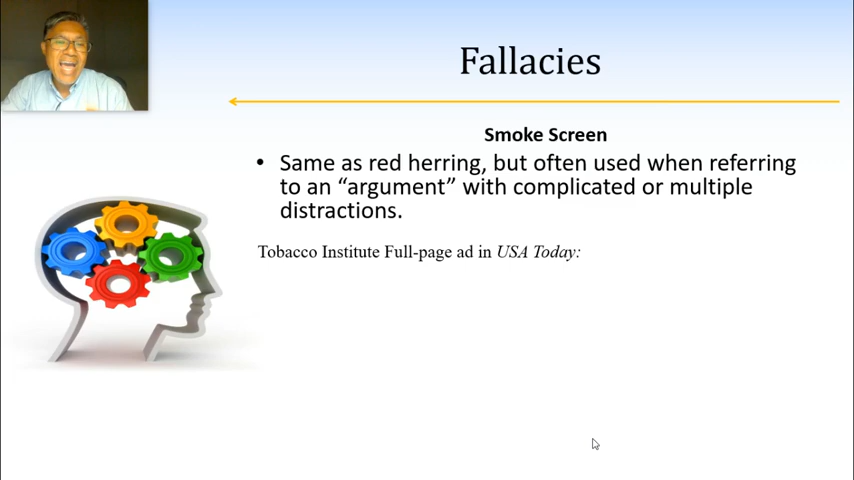 Fallacies
Smoke Screen
• Same as red herring, but often used when referring
to an “argument” with complicated or multiple
distractions.
Tobacco Institute Full-page ad in USA Today: